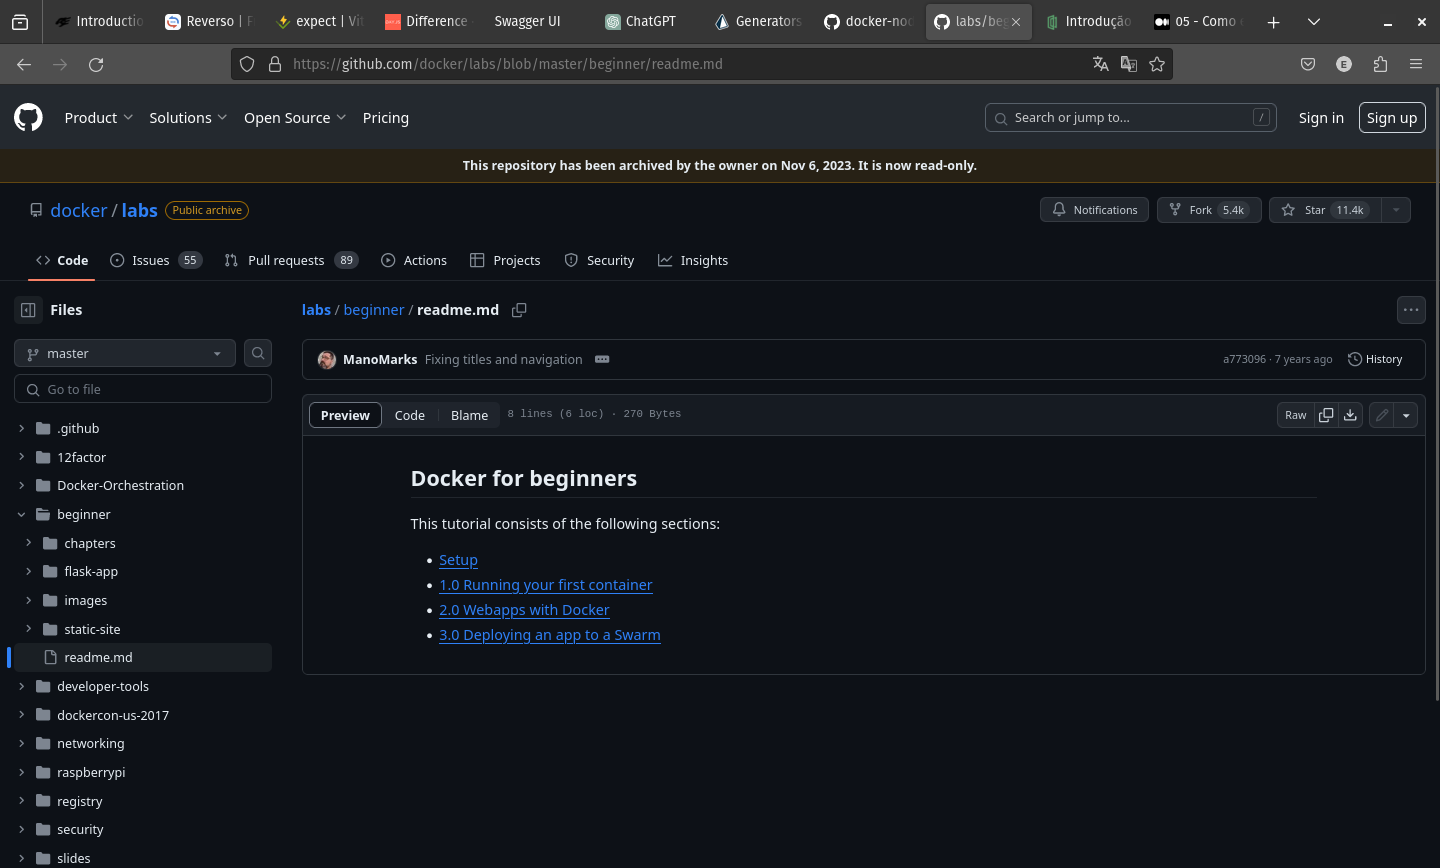 Introductio
Reverso | F
expect | Vit
Difference
Swagger UI
ChatGPT
Generators
docker-nod
labs/beg
Introdução
05 - Como
https://github.com/docker/labs/blob/master/beginner/readme.md
E
Product
Solutions
Open Source
Pricing
Search or jump to...
/
Sign in
Sign up
This repository has been archived by the owner on Nov 6, 2023. It is now read-only.
docker / labs
Public archive
Notifications
Fork 5.4k
Star 11.4k
Code
Issues 55
Pull requests 89
Actions
Projects
Security
Insights
Files
labs / beginner / readme.md
master
Go to file
ManoMarks Fixing titles and navigation
a773096 · 7 years ago
History
Preview
Code
Blame
8 lines (6 loc) · 270 Bytes
Raw
.github
12factor
Docker-Orchestration
beginner
chapters
flask-app
images
static-site
readme.md
developer-tools
dockercon-us-2017
networking
raspberrypi
registry
security
slides
Docker for beginners
This tutorial consists of the following sections:
Setup
1.0 Running your first container
2.0 Webapps with Docker
3.0 Deploying an app to a Swarm